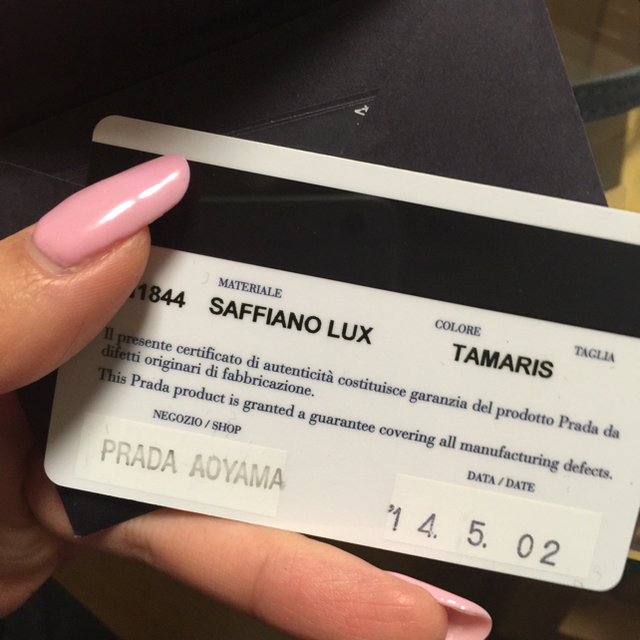 1844
MATERIALE
SAFFIANO LUX
COLORE
TAMARIS
TAGLIA
Il presente certificato di autenticità costituisce garanzia del prodotto Prada da
difetti originari di fabbricazione.
This Prada product is granted a guarantee covering all manufacturing defects.
NEGOZIO / SHOP
PRADA AOYAMA
DATA / DATE
'14. 5. 02